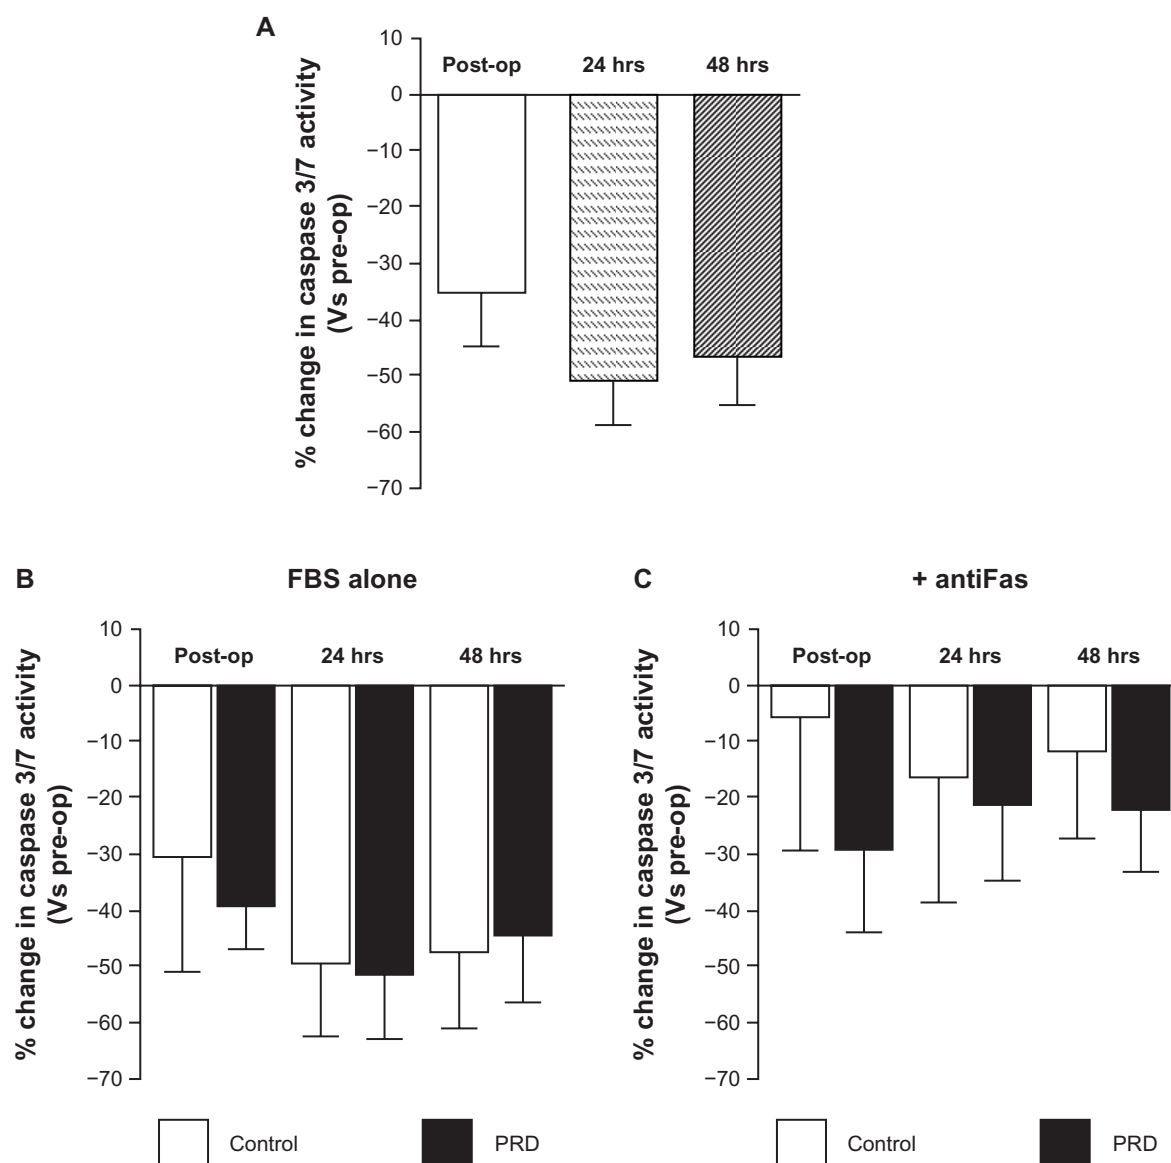 A
% change in caspase 3/7 activity
(Vs pre-op)
10
0
−10
−20
−30
−40
−50
−60
−70
Post-op 24 hrs 48 hrs
B FBS alone
% change in caspase 3/7 activity
(Vs pre-op)
10
0
−10
−20
−30
−40
−50
−60
−70
Post-op 24 hrs 48 hrs
Control PRD
C + antiFas
% change in caspase 3/7 activity
(Vs pre-op)
10
0
−10
−20
−30
−40
−50
−60
−70
Post-op 24 hrs 48 hrs
Control PRD